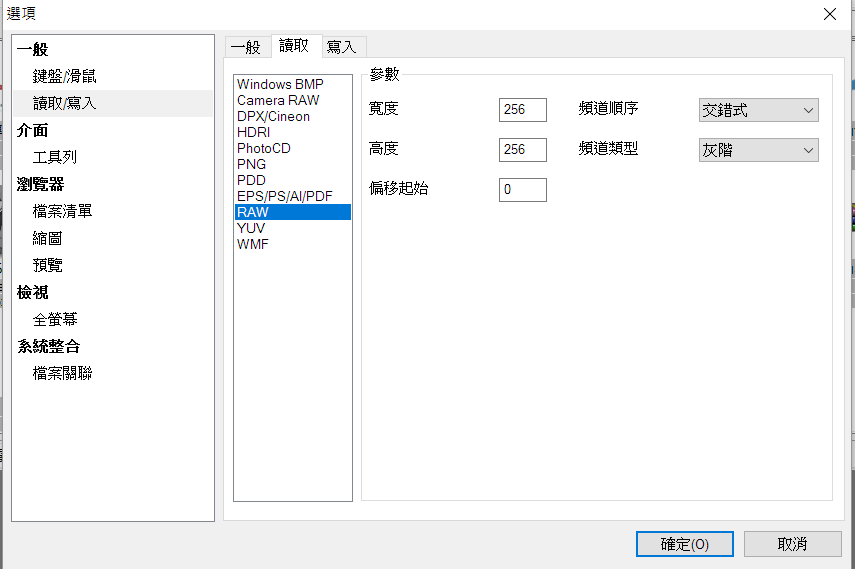 選項
一般
鍵盤/滑鼠
讀取/寫入
介面
工具列
瀏覽器
檔案清單
縮圖
預覽
檢視
全螢幕
系統整合
檔案關聯
一般 讀取 寫入
Windows BMP
Camera RAW
DPX/Cineon
HDRI
PhotoCD
PNG
PDD
EPS/PS/AI/PDF
RAW
YUV
WMF
參數
寬度 256 頻道順序 交錯式
高度 256 頻道類型 灰階
偏移起始 0
確定(O) 取消